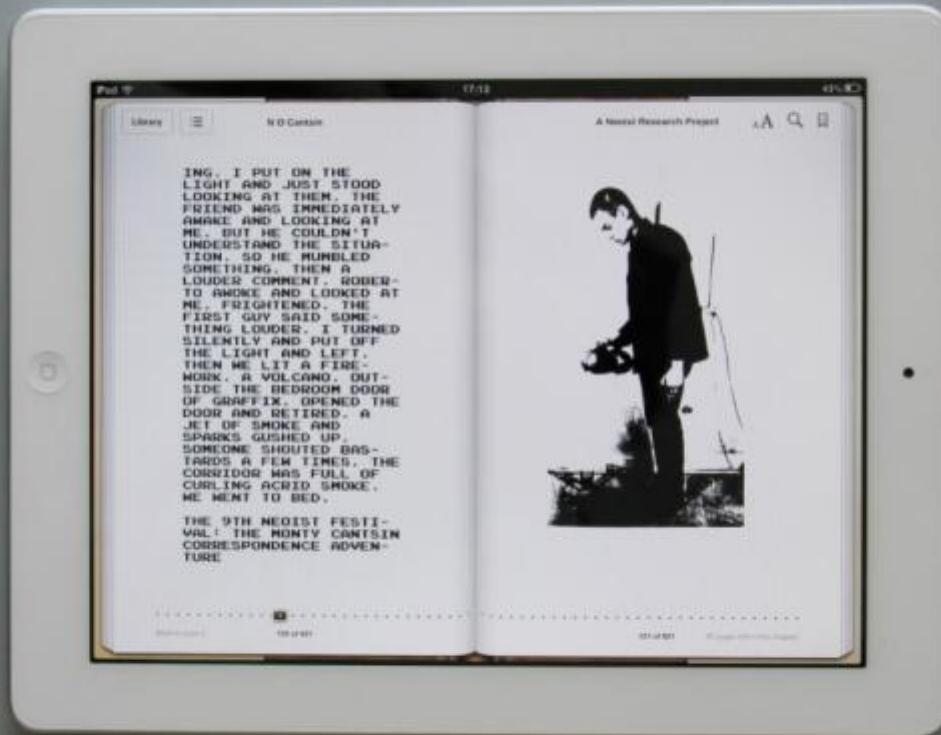 iPad 17:12 43%
Library N O Cantsin A Neoist Research Project AA
ING. I PUT ON THE
LIGHT AND JUST STOOD
LOOKING AT THEM. THE
FRIEND WAS IMMEDIATELY
AWAKE AND LOOKING AT
ME. BUT HE COULDN'T
UNDERSTAND THE SITUA-
TION. SO HE MUMBLED
SOMETHING. THEN A
LOUDER COMMENT. ROBER-
TO AWOKE AND LOOKED AT
ME. FRIGHTENED. THE
FIRST GUY SAID SOME-
THING LOUDER. I TURNED
SILENTLY AND PUT OFF
THE LIGHT AND LEFT.
THEN WE LIT A FIRE-
WORK. A VOLCANO. OUT-
SIDE THE BEDROOM DOOR
OF GRAFFIX. OPENED THE
DOOR AND RETIRED. A
JET OF SMOKE AND
SPARKS GUSHED UP.
SOMEONE SHOUTED BAS-
TARDS A FEW TIMES. THE
CORRIDOR WAS FULL OF
CURLING ACRID SMOKE.
WE WENT TO BED.
THE 9TH NEOIST FESTI-
VAL: THE MONTY CANTSIN
CORRESPONDENCE ADVEN-
TURE